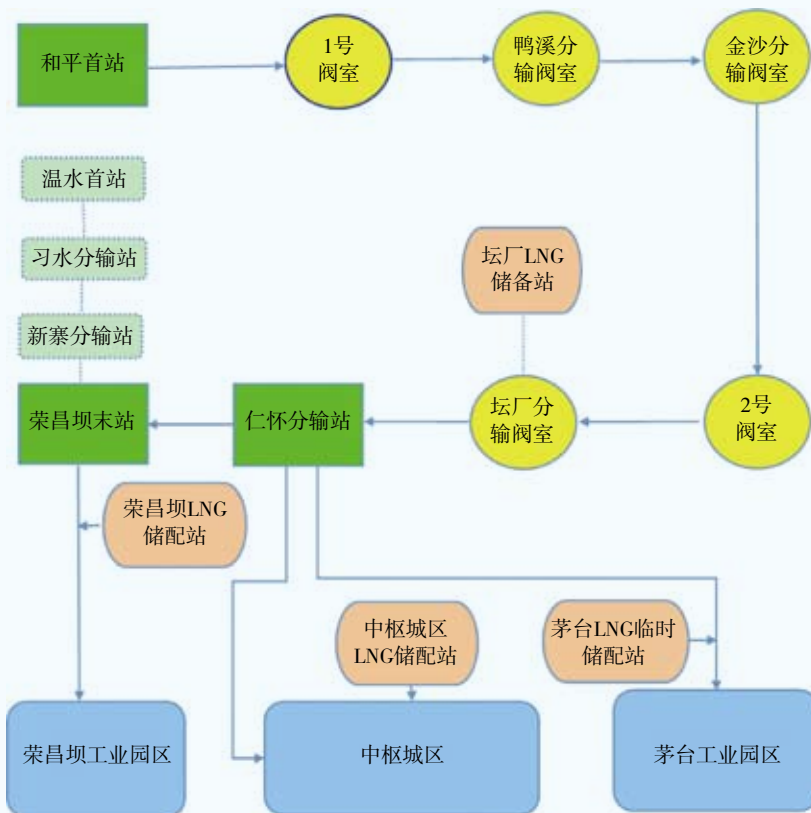 和平首站
1号
阀室
鸭溪分
输阀室
金沙分
输阀室
温水首站
习水分输站
新寨分输站
坛厂LNG
储备站
荣昌坝末站
仁怀分输站
坛厂分
输阀室
2号
阀室
荣昌坝LNG
储配站
中枢城区
LNG储配站
茅台LNG临时
储配站
荣昌坝工业园区
中枢城区
茅台工业园区